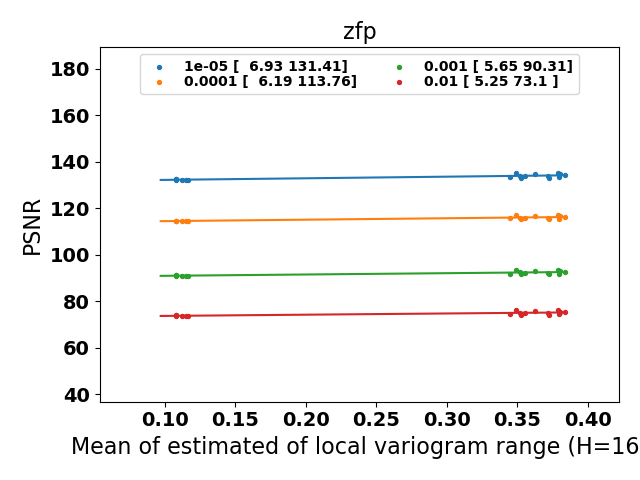 zfp
1e-05 [  6.93 131.41]
0.0001 [  6.19 113.76]
0.001 [ 5.65 90.31]
0.01 [ 5.25 73.1 ]
PSNR
180
160
140
120
100
80
60
40
0.10 0.15 0.20 0.25 0.30 0.35 0.40
Mean of estimated of local variogram range (H=16